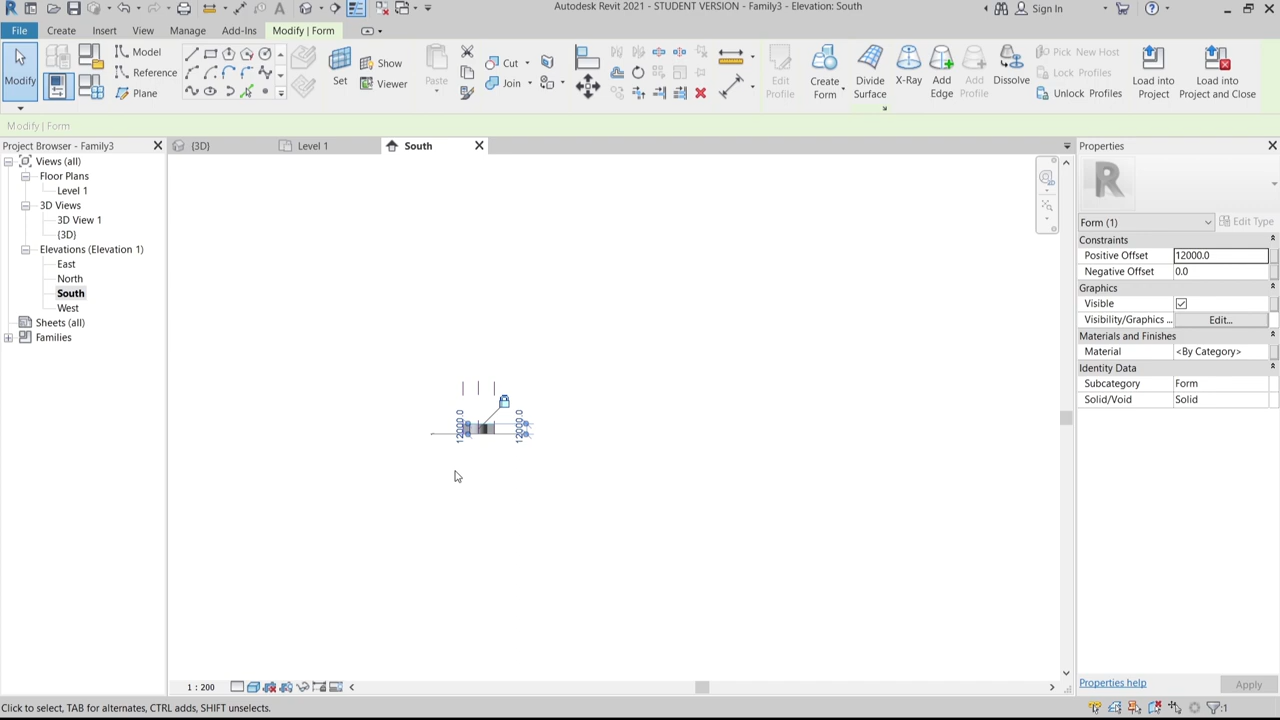 Autodesk Revit 2021 - STUDENT VERSION - Family3 - Elevation: South
Sign In
File
Create
Insert
View
Manage
Add-Ins
Modify | Form
Modify
Model
Reference
Plane
Set
Show
Viewer
Paste
Cut
Join
Edit Profile
Create Form
Divide Surface
X-Ray
Add Edge
Add Profile
Dissolve
Pick New Host
Lock Profiles
Unlock Profiles
Load into Project
Load into Project and Close
Modify | Form
Project Browser - Family3
{3D}
Level 1
South
Properties
Views (all)
Floor Plans
Level 1
3D Views
3D View 1
{3D}
Elevations (Elevation 1)
East
North
South
West
Sheets (all)
Families
12000.0
12000.0
Form (1)
Edit Type
Constraints
Positive Offset 12000.0
Negative Offset 0.0
Graphics
Visible
Visibility/Graphics ... Edit...
Materials and Finishes
Material <By Category>
Identity Data
Subcategory Form
Solid/Void Solid
Properties help
Apply
1 : 200
Click to select, TAB for alternates, CTRL adds, SHIFT unselects.
:1